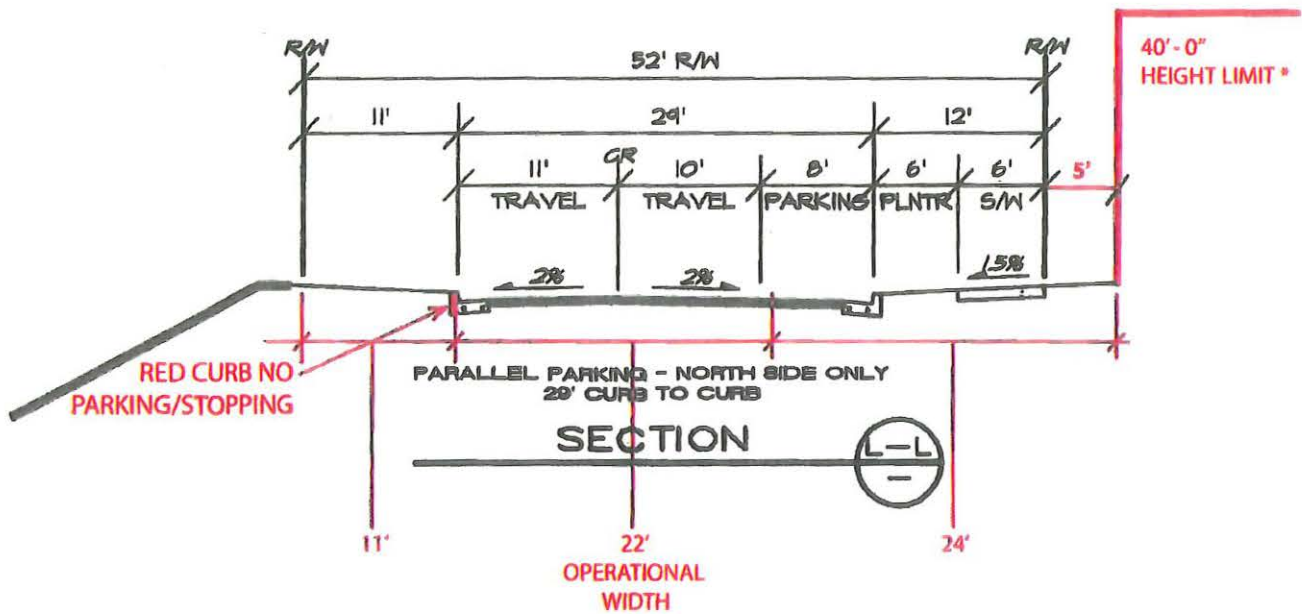 R/W
52' R/W
R/W
40'-0"
HEIGHT LIMIT *
11'
29'
12'
11'
CR
10'
8'
6'
6'
5'
TRAVEL
TRAVEL
PARKING
PLNTR
S/W
2%
2%
1.5%
RED CURB NO
PARKING/STOPPING
PARALLEL PARKING - NORTH SIDE ONLY
29' CURB TO CURB
SECTION
L-L
-
11'
22'
24'
OPERATIONAL
WIDTH